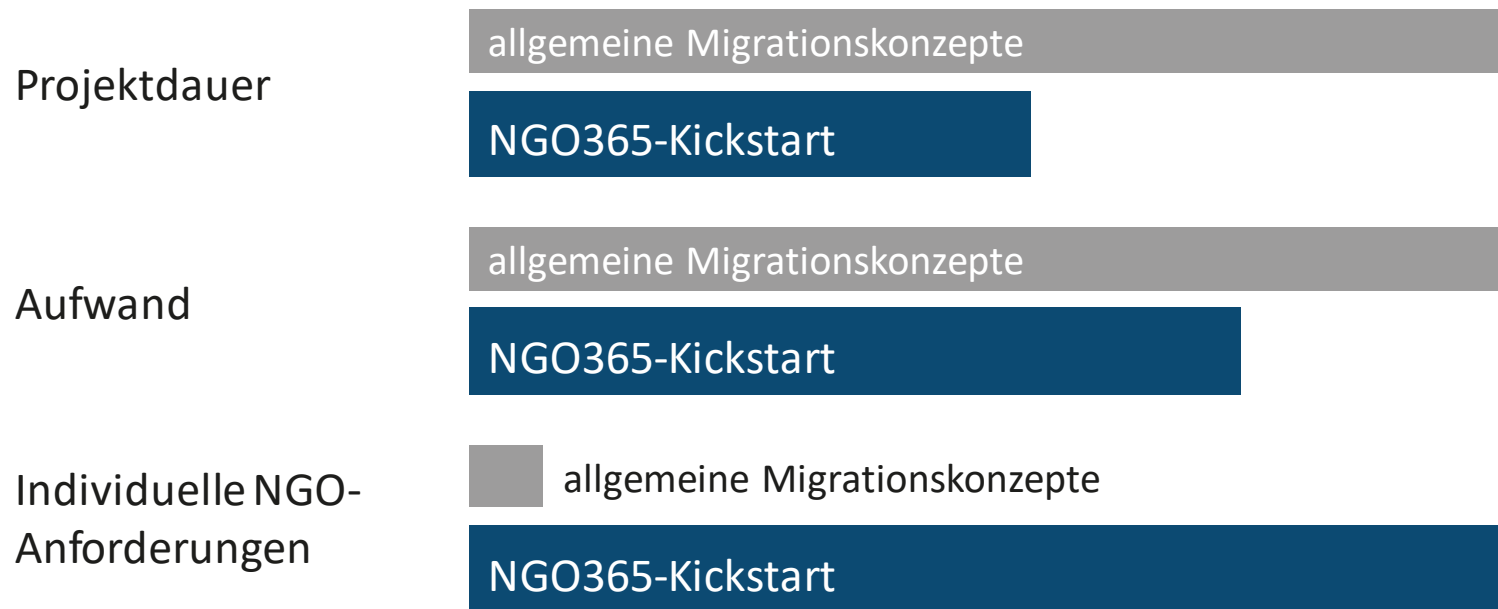 Projektdauer
allgemeine Migrationskonzepte
NGO365-Kickstart
Aufwand
allgemeine Migrationskonzepte
NGO365-Kickstart
Individuelle NGO-
Anforderungen
allgemeine Migrationskonzepte
NGO365-Kickstart